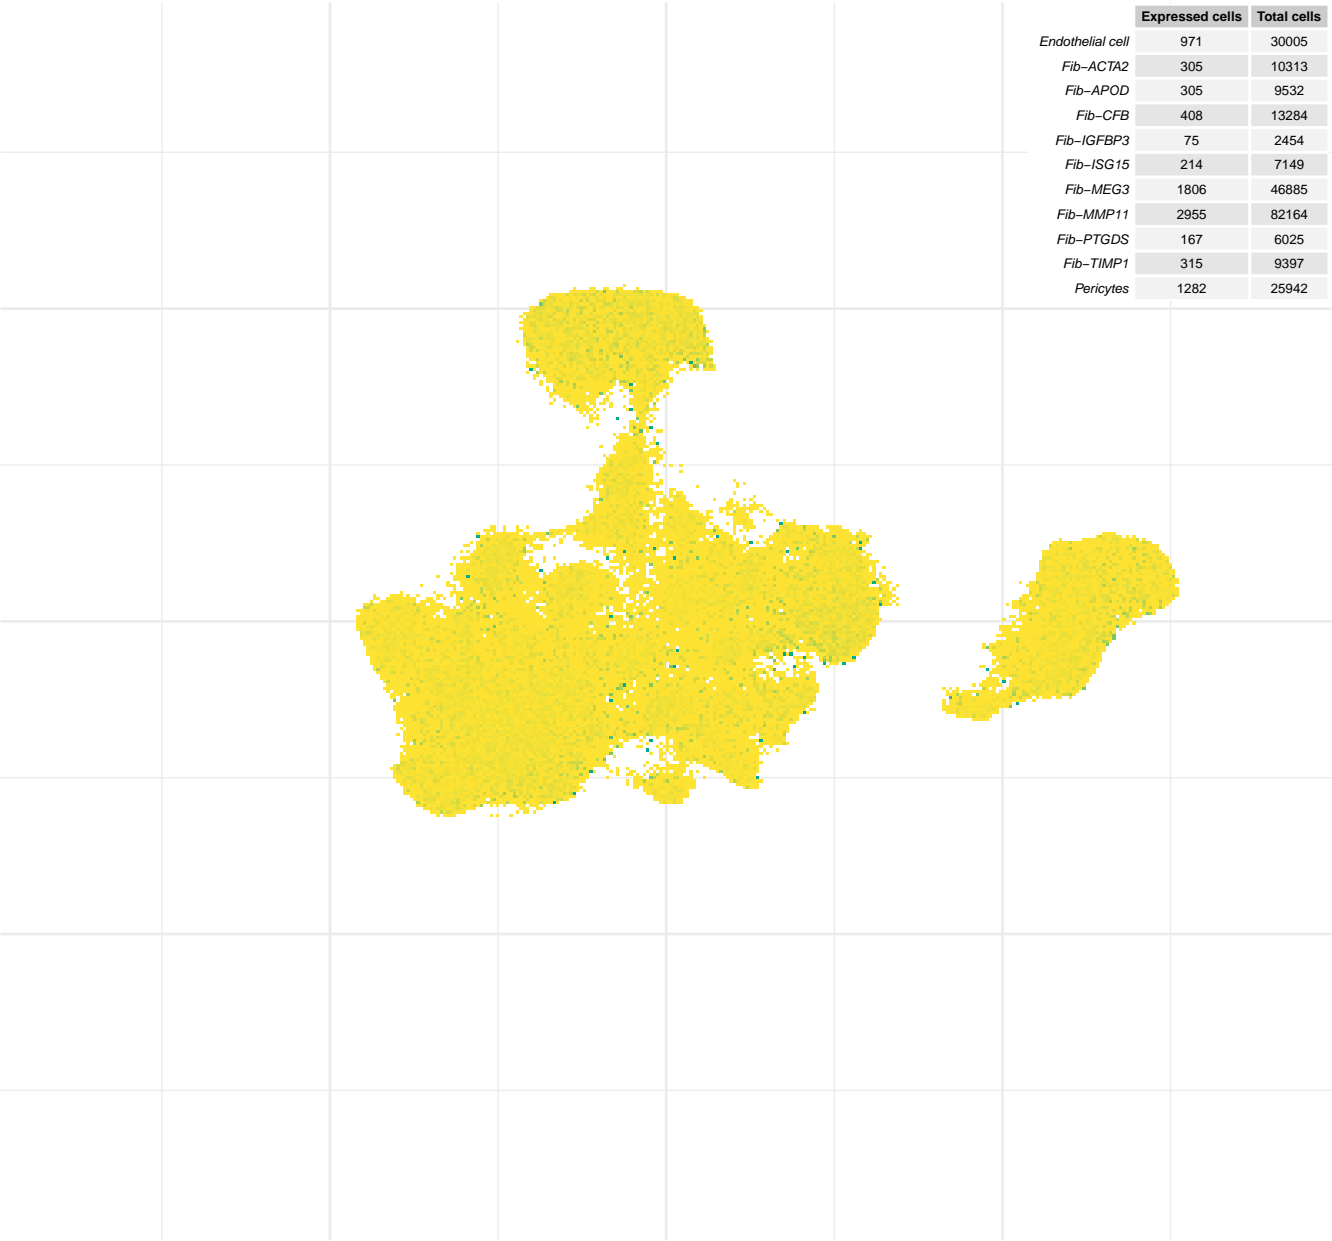 Expressed cells Total cells
Endothelial cell 971 30005
Fib−ACTA2 305 10313
Fib−APOD 305 9532
Fib−CFB 408 13284
Fib−IGFBP3 75 2454
Fib−ISG15 214 7149
Fib−MEG3 1806 46885
Fib−MMP11 2955 82164
Fib−PTGDS 167 6025
Fib−TIMP1 315 9397
Pericytes 1282 25942